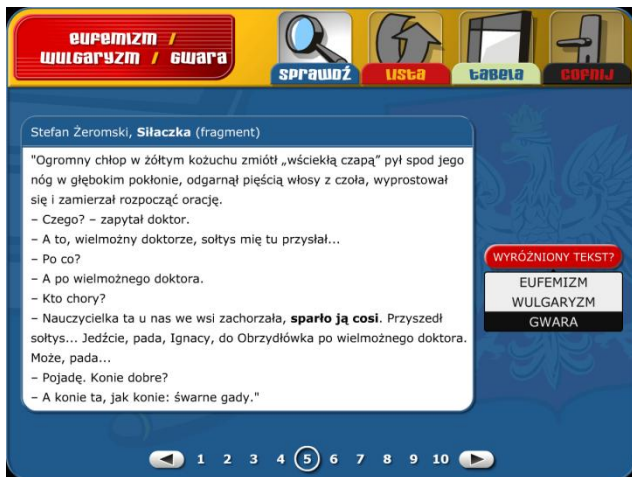 eufemizm /
wulgaryzm / gwara
sprawdź
lista
tabela
cofnij
Stefan Żeromski, Siłaczka (fragment)
"Ogromny chłop w żółtym kożuchu zmiótł „wściekłą czapą” pył spod jego
nóg w głębokim pokłonie, odgarnął pięścią włosy z czoła, wyprostował
się i zamierzał rozpocząć orację.
– Czego? – zapytał doktor.
– A to, wielmożny doktorze, sołtys mię tu przysłał...
– Po co?
– A po wielmożnego doktora.
– Kto chory?
– Nauczycielka ta u nas we wsi zachorzała, sparło ją cosi. Przyszedł
sołtys... Jedźcie, pada, Ignacy, do Obrzydłówka po wielmożnego doktora.
Może, pada...
– Pojadę. Konie dobre?
– A konie ta, jak konie: śwarne gady."
WYRÓŻNIONY TEKST?
EUFEMIZM
WULGARYZM
GWARA
1 2 3 4 5 6 7 8 9 10